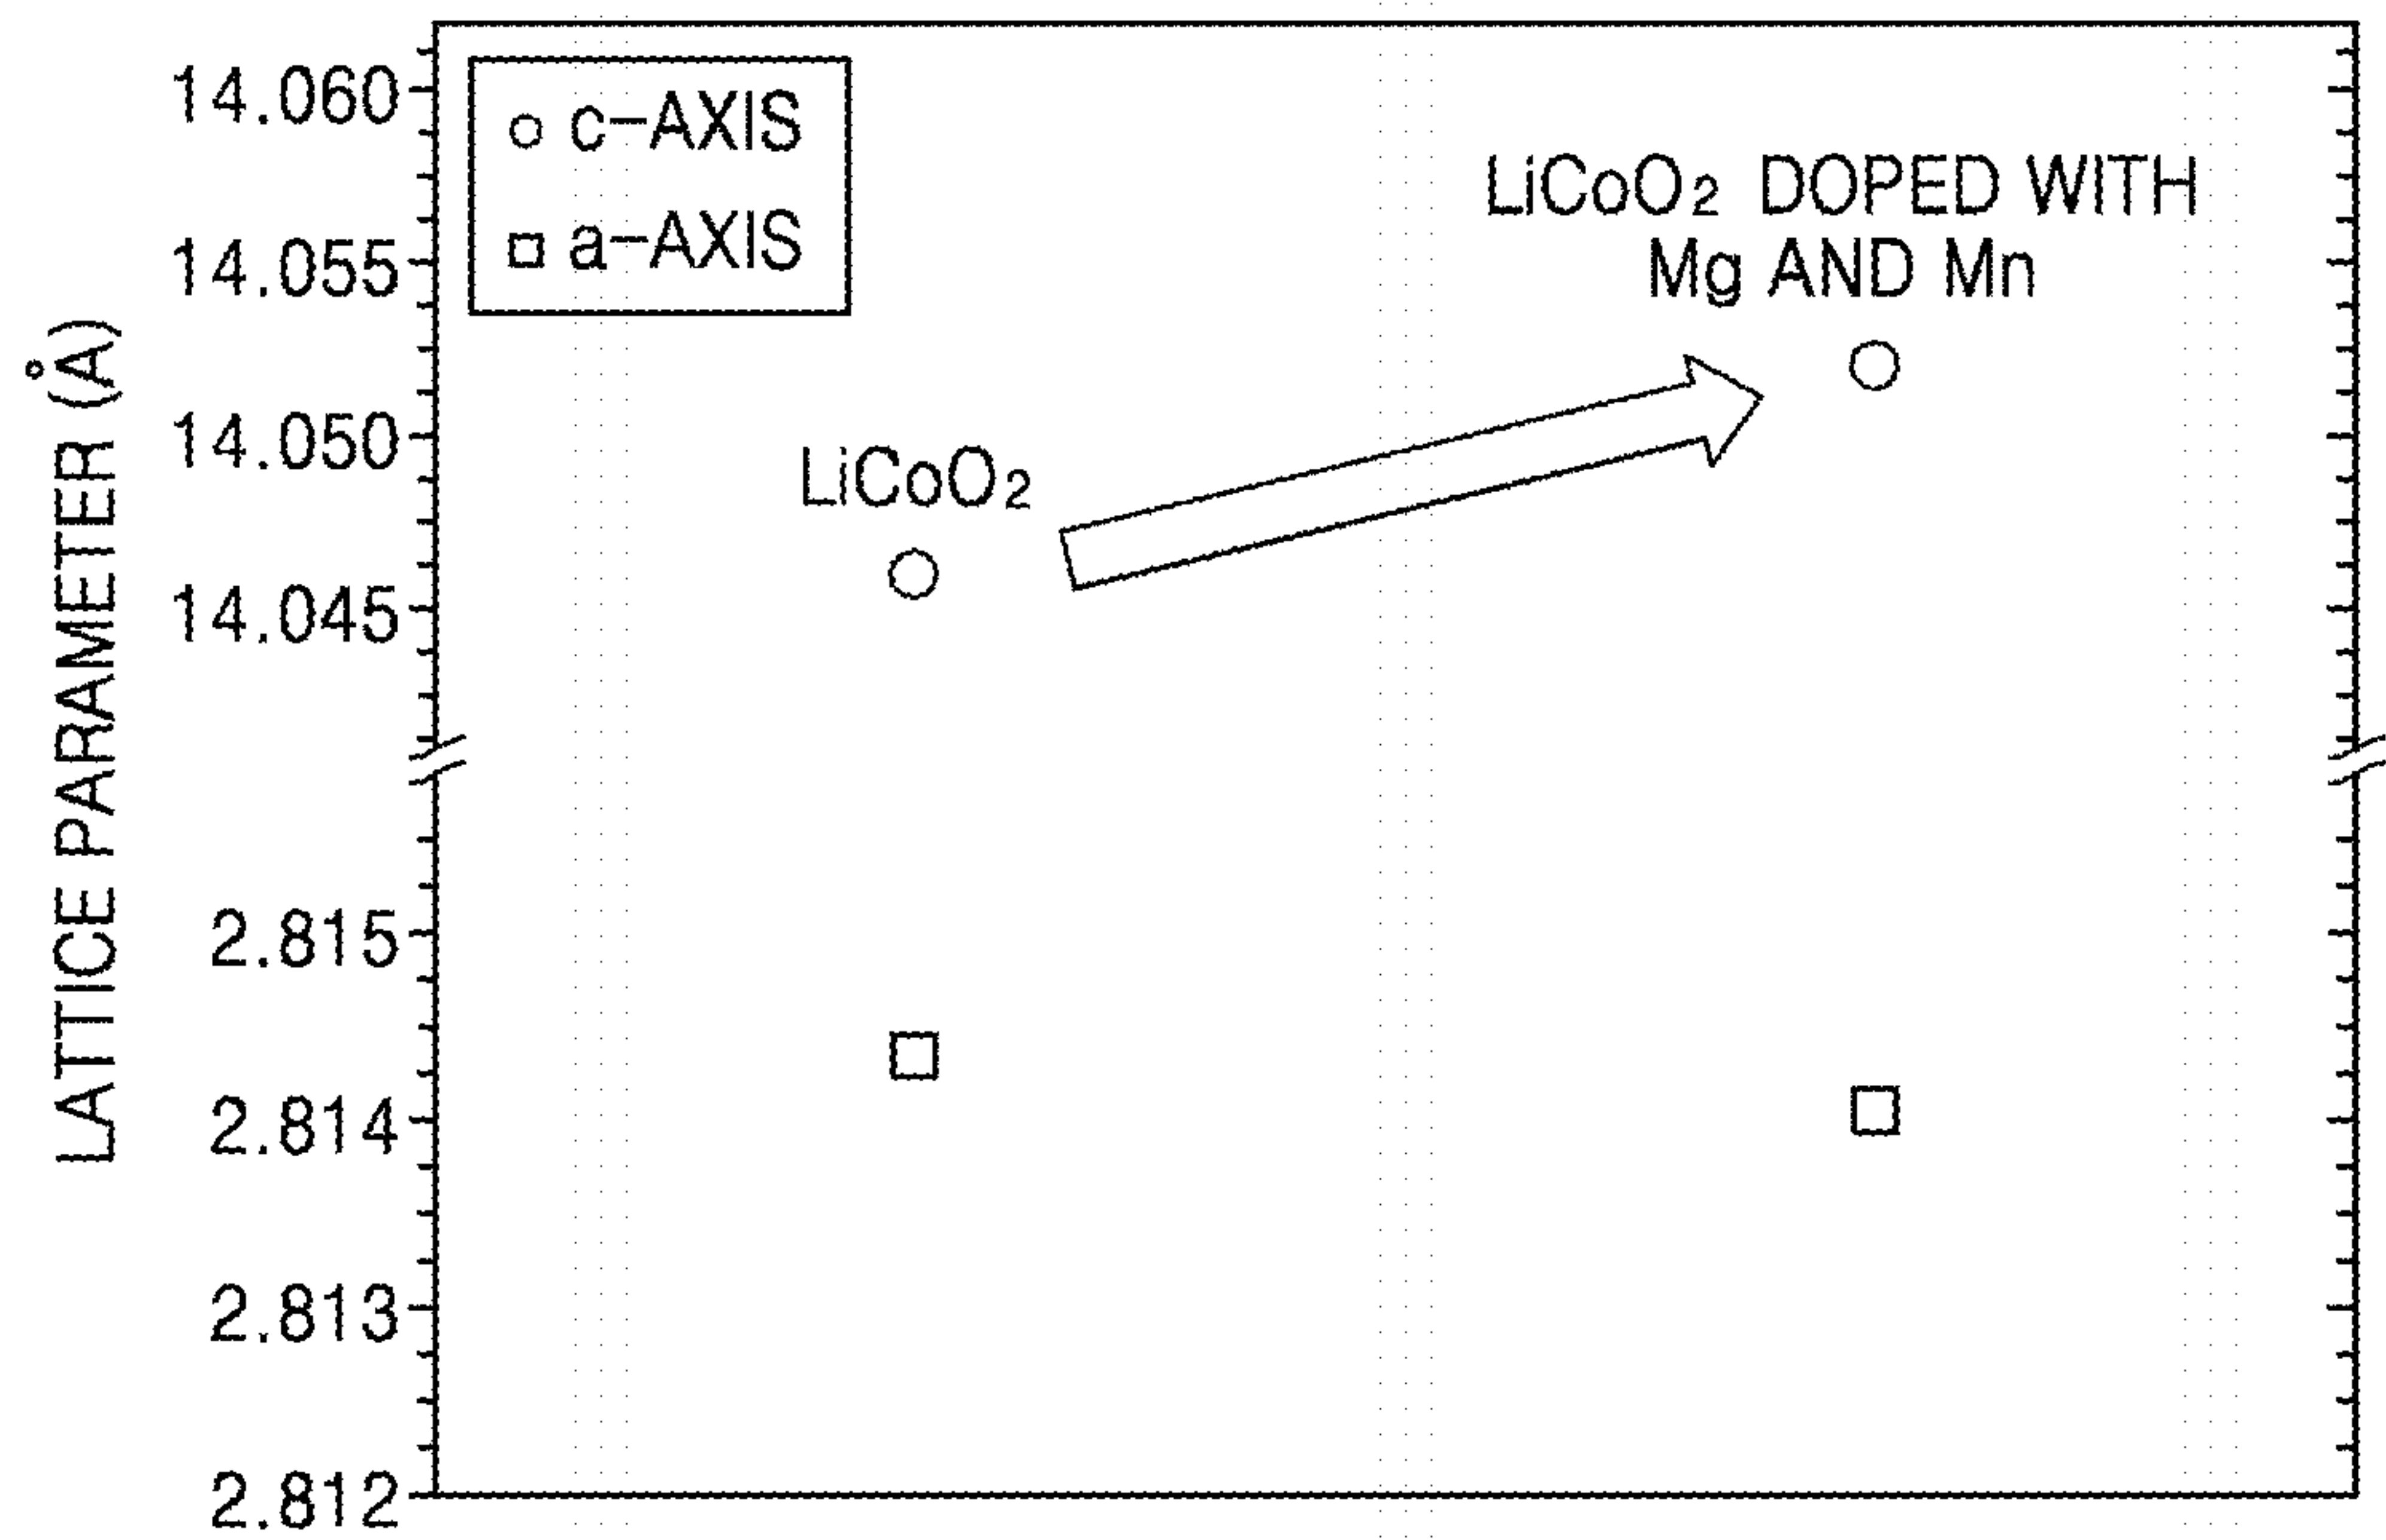 14.060
14.055
14.050
14.045
2.815
2.814
2.813
2.812
LATTICE PARAMETER (Å)
c-AXIS
a-AXIS
LiCoO₂
LiCoO₂ DOPED WITH
Mg AND Mn